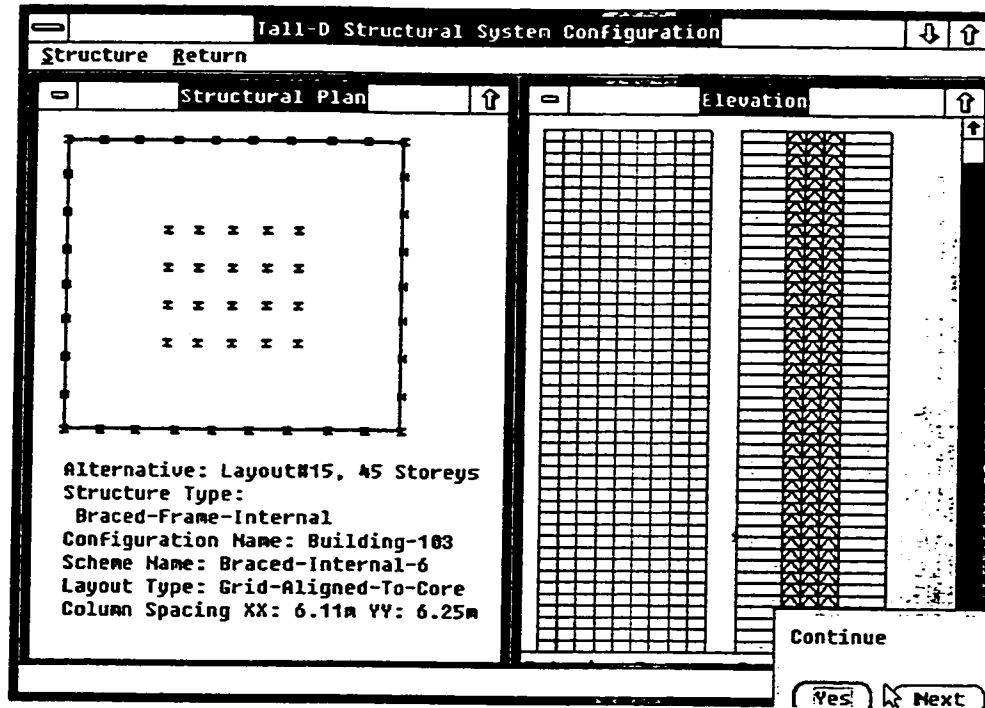 Tall-D Structural System Configuration
Structure Return
Structural Plan
Elevation
Alternative: Layout#15, 45 Storeys
Structure Type:
Braced-Frame-Internal
Configuration Name: Building-103
Scheme Name: Braced-Internal-6
Layout Type: Grid-Aligned-To-Core
Column Spacing XX: 6.11m YY: 6.25m
Continue
Yes Next